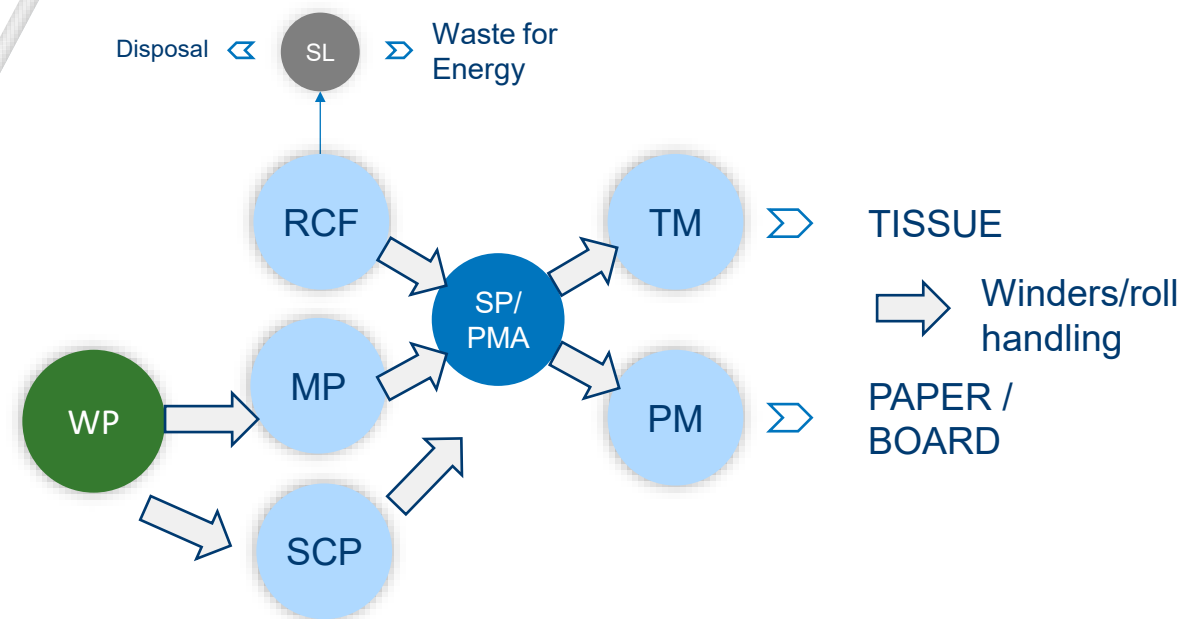 Disposal
SL
Waste for
Energy
RCF
TM
TISSUE
SP/
PMA
Winders/roll
handling
MP
WP
PM
PAPER /
BOARD
SCP